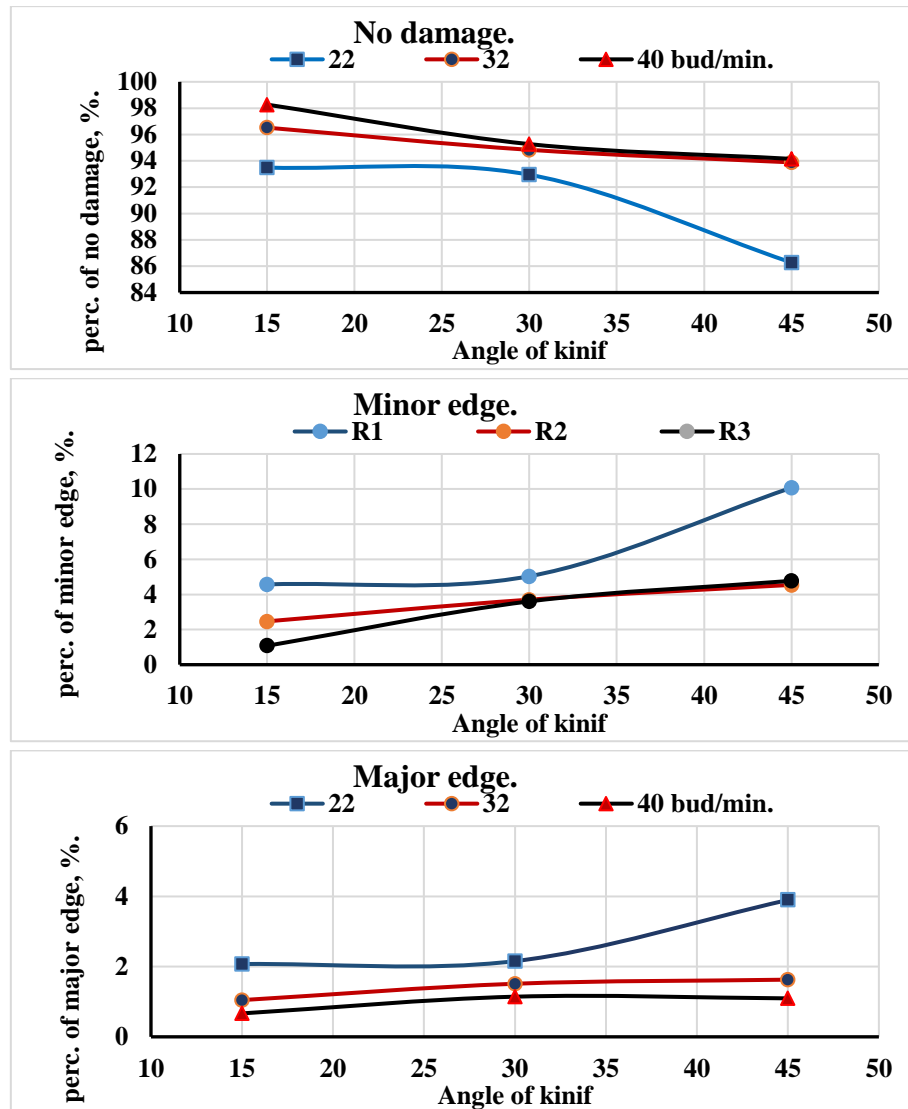 No damage.
22 32 40 bud/min.
perc. of no damage, %.
100
98
96
94
92
90
88
86
84
10 15 20 25 30 35 40 45 50
Angle of kinif
Minor edge.
R1 R2 R3
perc. of minor edge, %.
12
10
8
6
4
2
0
10 15 20 25 30 35 40 45 50
Angle of kinif
Major edge.
22 32 40 bud/min.
perc. of major edge, %.
6
4
2
0
10 15 20 25 30 35 40 45 50
Angle of kinif